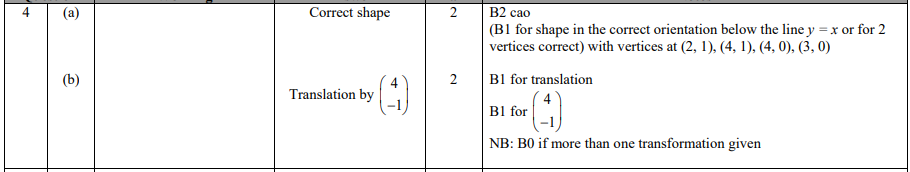 4 (a) Correct shape 2 B2 cao
(B1 for shape in the correct orientation below the line y = x or for 2
vertices correct) with vertices at (2, 1), (4, 1), (4, 0), (3, 0)
(b) Translation by (4
−1) 2 B1 for translation
B1 for (4
−1)
NB: B0 if more than one transformation given